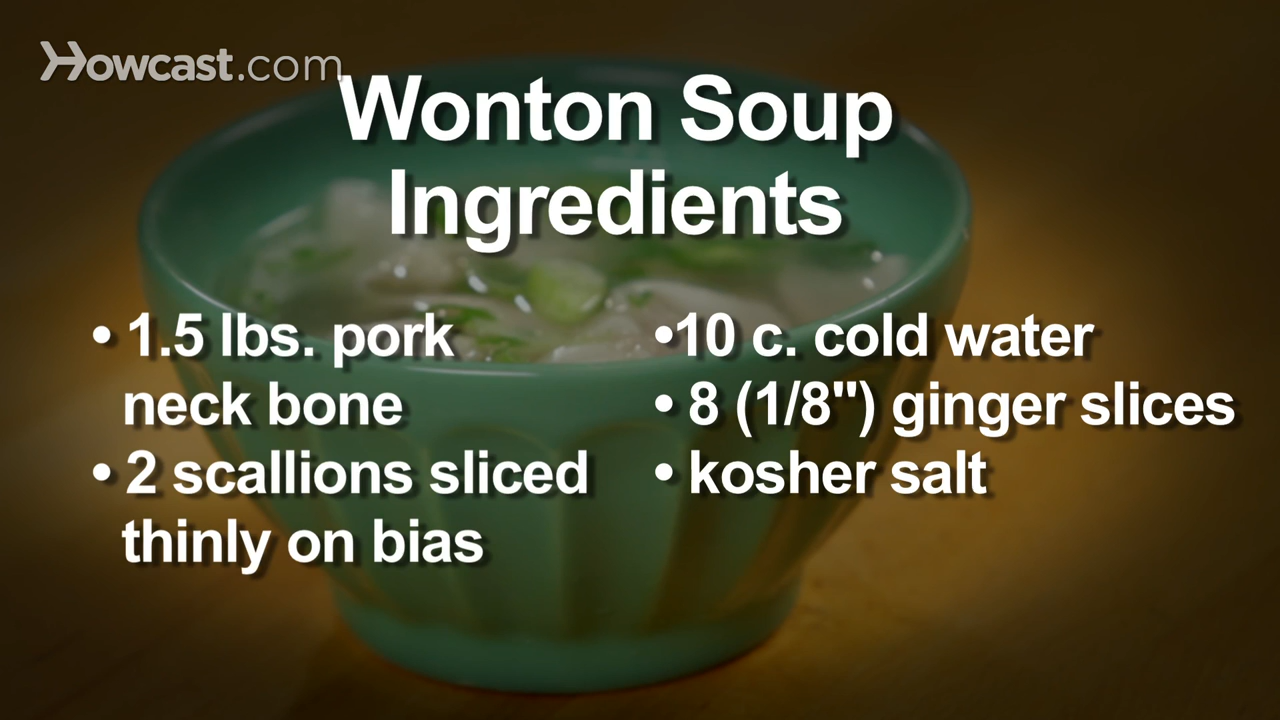 Howcast.com
Wonton Soup
Ingredients
• 1.5 lbs. pork
neck bone
• 2 scallions sliced
thinly on bias
•10 c. cold water
• 8 (1/8") ginger slices
• kosher salt